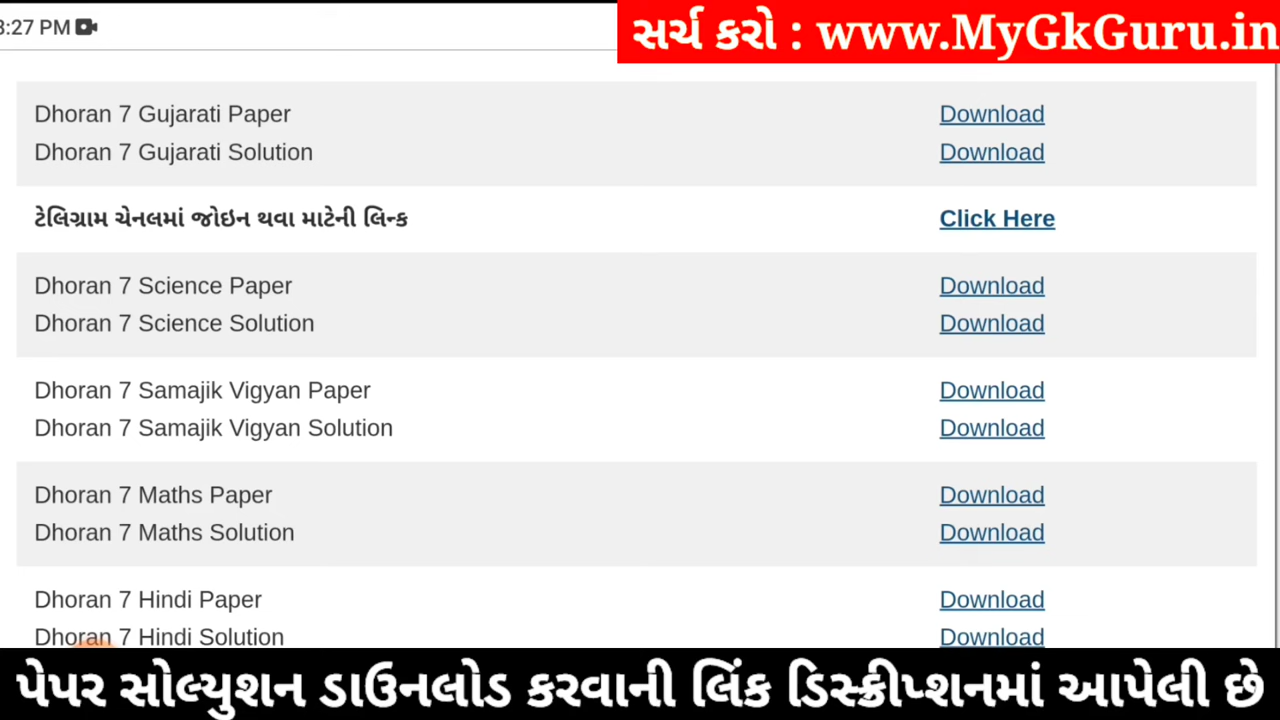 3:27 PM
સર્ચ કરો : www.MyGkGuru.in
Dhoran 7 Gujarati Paper Download
Dhoran 7 Gujarati Solution Download
ટેલિગ્રામ ચેનલમાં જોઇન થવા માટેની લિન્ક Click Here
Dhoran 7 Science Paper Download
Dhoran 7 Science Solution Download
Dhoran 7 Samajik Vigyan Paper Download
Dhoran 7 Samajik Vigyan Solution Download
Dhoran 7 Maths Paper Download
Dhoran 7 Maths Solution Download
Dhoran 7 Hindi Paper Download
Dhoran 7 Hindi Solution Download
પેપર સોલ્યુશન ડાઉનલોડ કરવાની લિંક ડિસ્ક્રીપ્શનમાં આપેલી છે